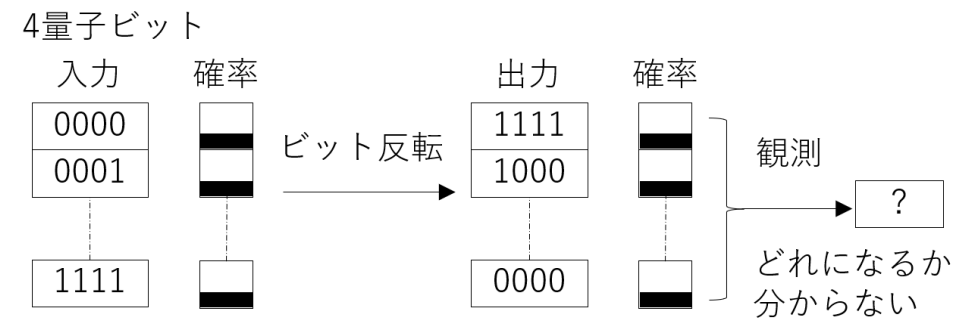 4量子ビット
入力 確率 出力 確率
0000 1111
0001 ビット反転 1000 観測
?
1111 0000 どれになるか
分からない